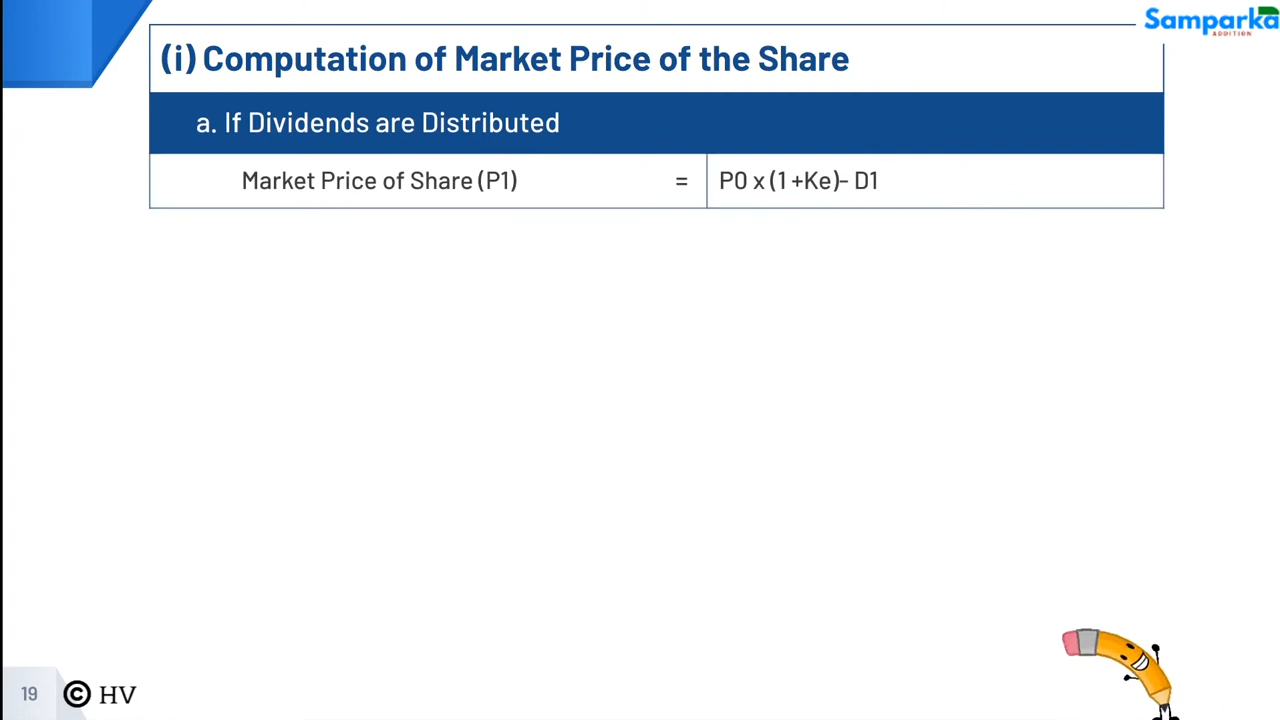 Samparka
ADDITION
(i) Computation of Market Price of the Share
a. If Dividends are Distributed
Market Price of Share (P1) = P0 x (1 +Ke)- D1
19 © HV